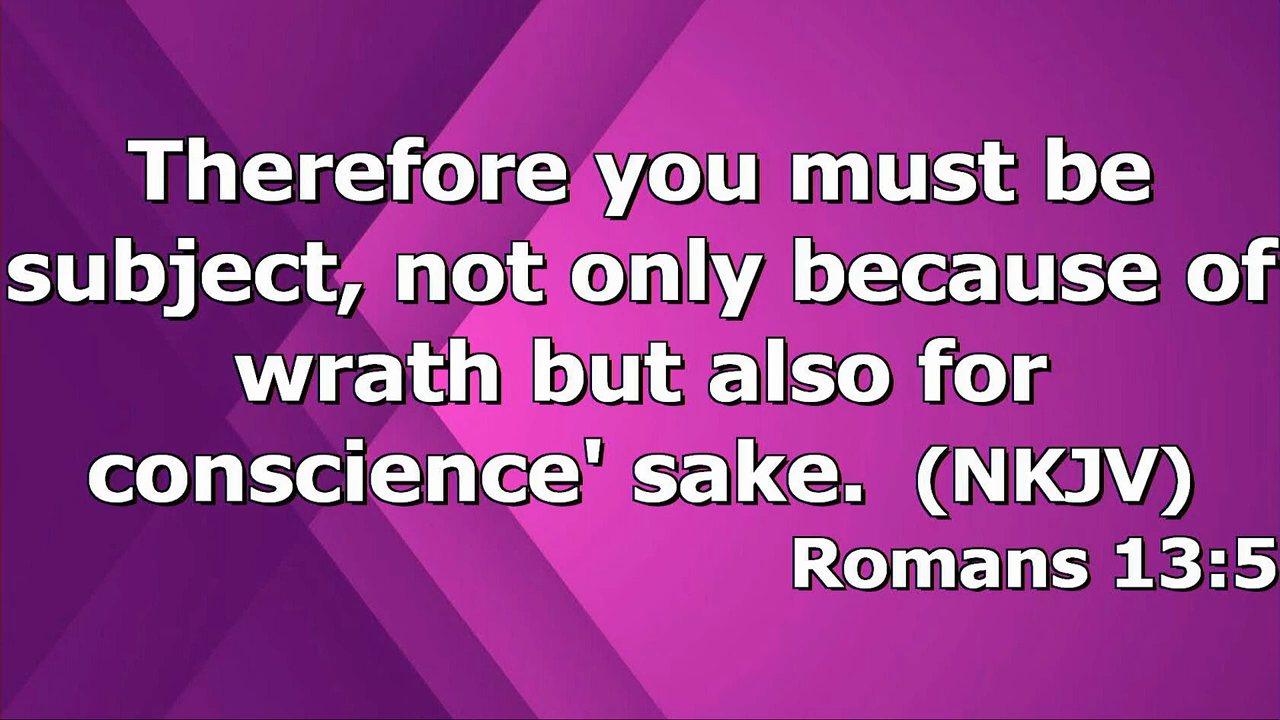 Therefore you must be
subject, not only because of
wrath but also for
conscience' sake.  (NKJV)
Romans 13:5